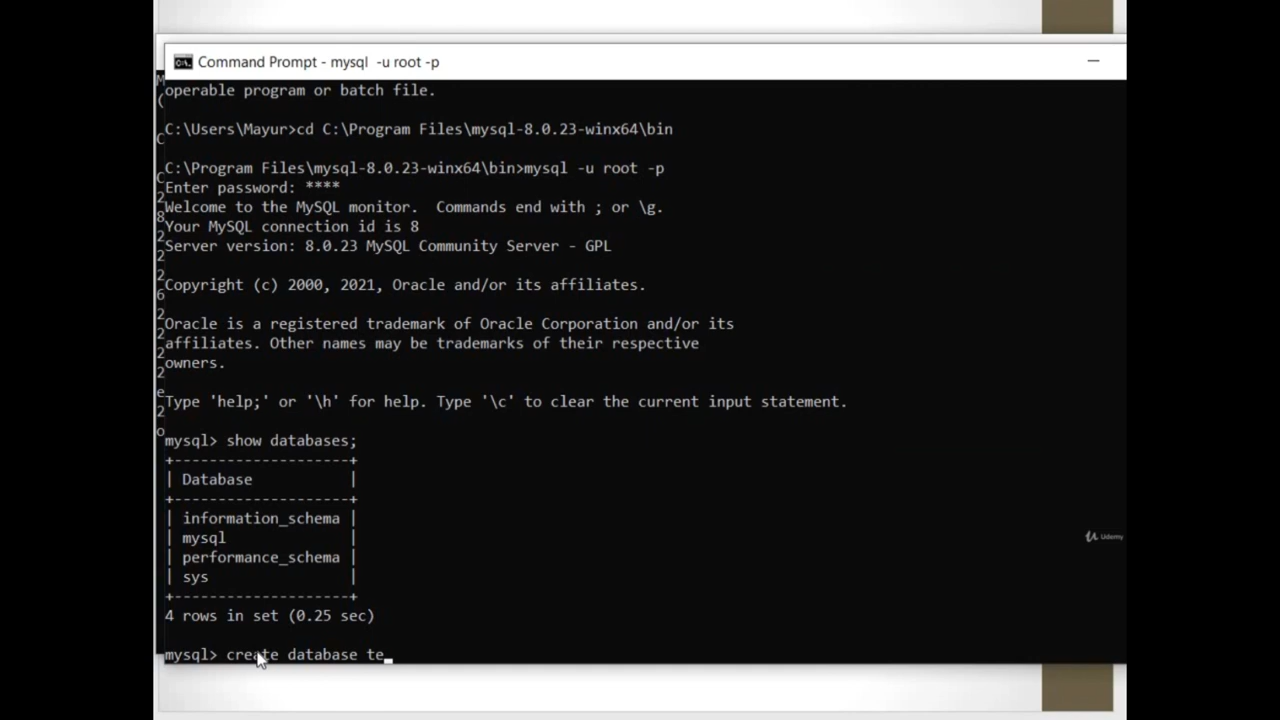 Command Prompt - mysql -u root -p
operable program or batch file.
C:\Users\Mayur>cd C:\Program Files\mysql-8.0.23-winx64\bin
C:\Program Files\mysql-8.0.23-winx64\bin>mysql -u root -p
Enter password: ****
Welcome to the MySQL monitor.  Commands end with ; or \g.
Your MySQL connection id is 8
Server version: 8.0.23 MySQL Community Server - GPL
Copyright (c) 2000, 2021, Oracle and/or its affiliates.
Oracle is a registered trademark of Oracle Corporation and/or its
affiliates. Other names may be trademarks of their respective
owners.
Type 'help;' or '\h' for help. Type '\c' to clear the current input statement.
mysql> show databases;
+--------------------+
| Database           |
+--------------------+
| information_schema |
| mysql              |
| performance_schema |
| sys                |
+--------------------+
4 rows in set (0.25 sec)
mysql> create database te_
Udemy